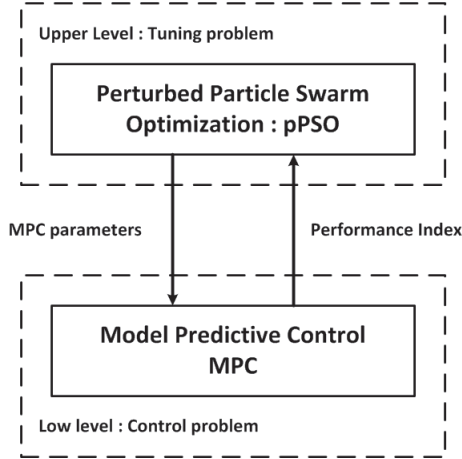 Upper Level : Tuning problem
Perturbed Particle Swarm
Optimization : pPSO
MPC parameters
Performance Index
Model Predictive Control
MPC
Low level : Control problem